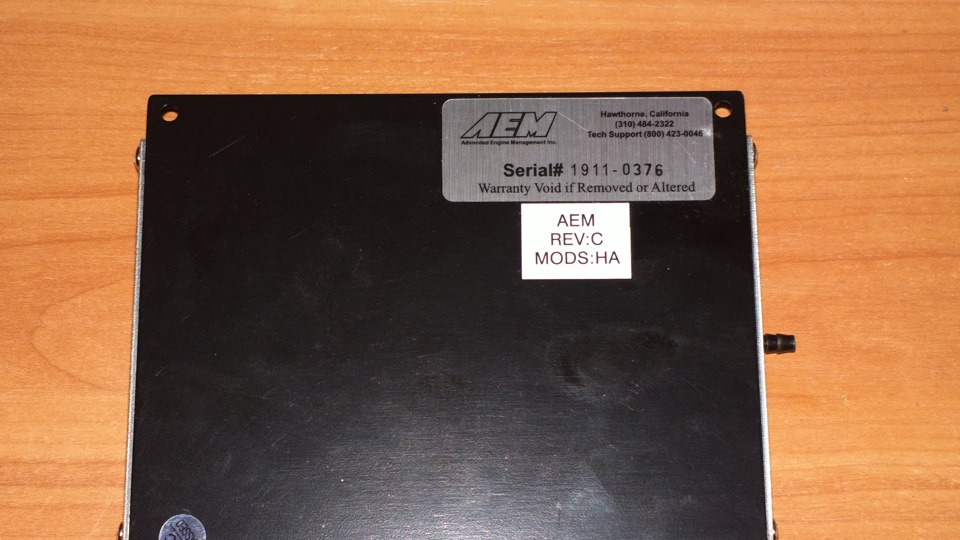 AEM
Advanced Engine Management Inc.
Hawthorne, California
(310) 484-2322
Tech Support (800) 423-0046
Serial# 1911-0376
Warranty Void if Removed or Altered
AEM
REV:C
MODS:HA